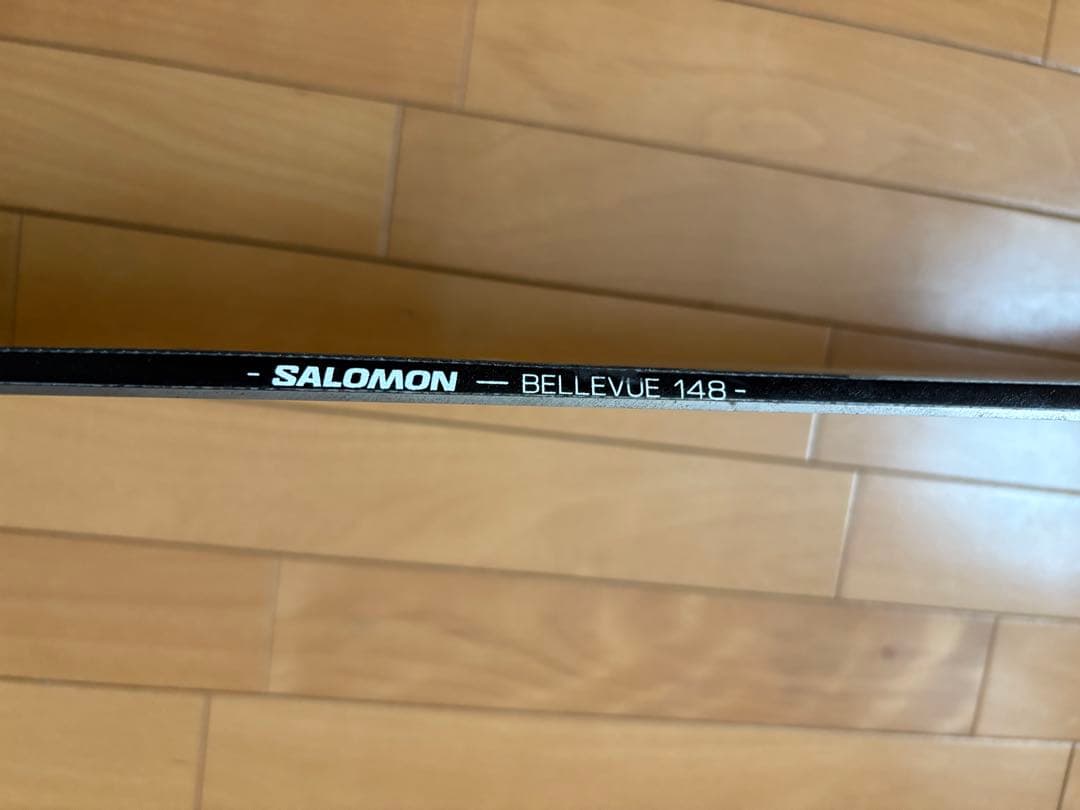 - SALOMON — BELLEVUE 148 -